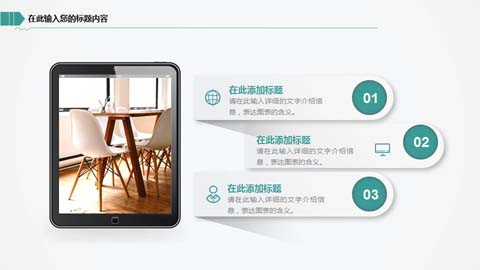 在此输入您的标题内容
在此添加标题
请在此输入详细的文字介绍信
息，表达图表的含义。
01
在此添加标题
请在此输入详细的文字介绍信
息，表达图表的含义。
02
在此添加标题
请在此输入详细的文字介绍信
息，表达图表的含义。
03